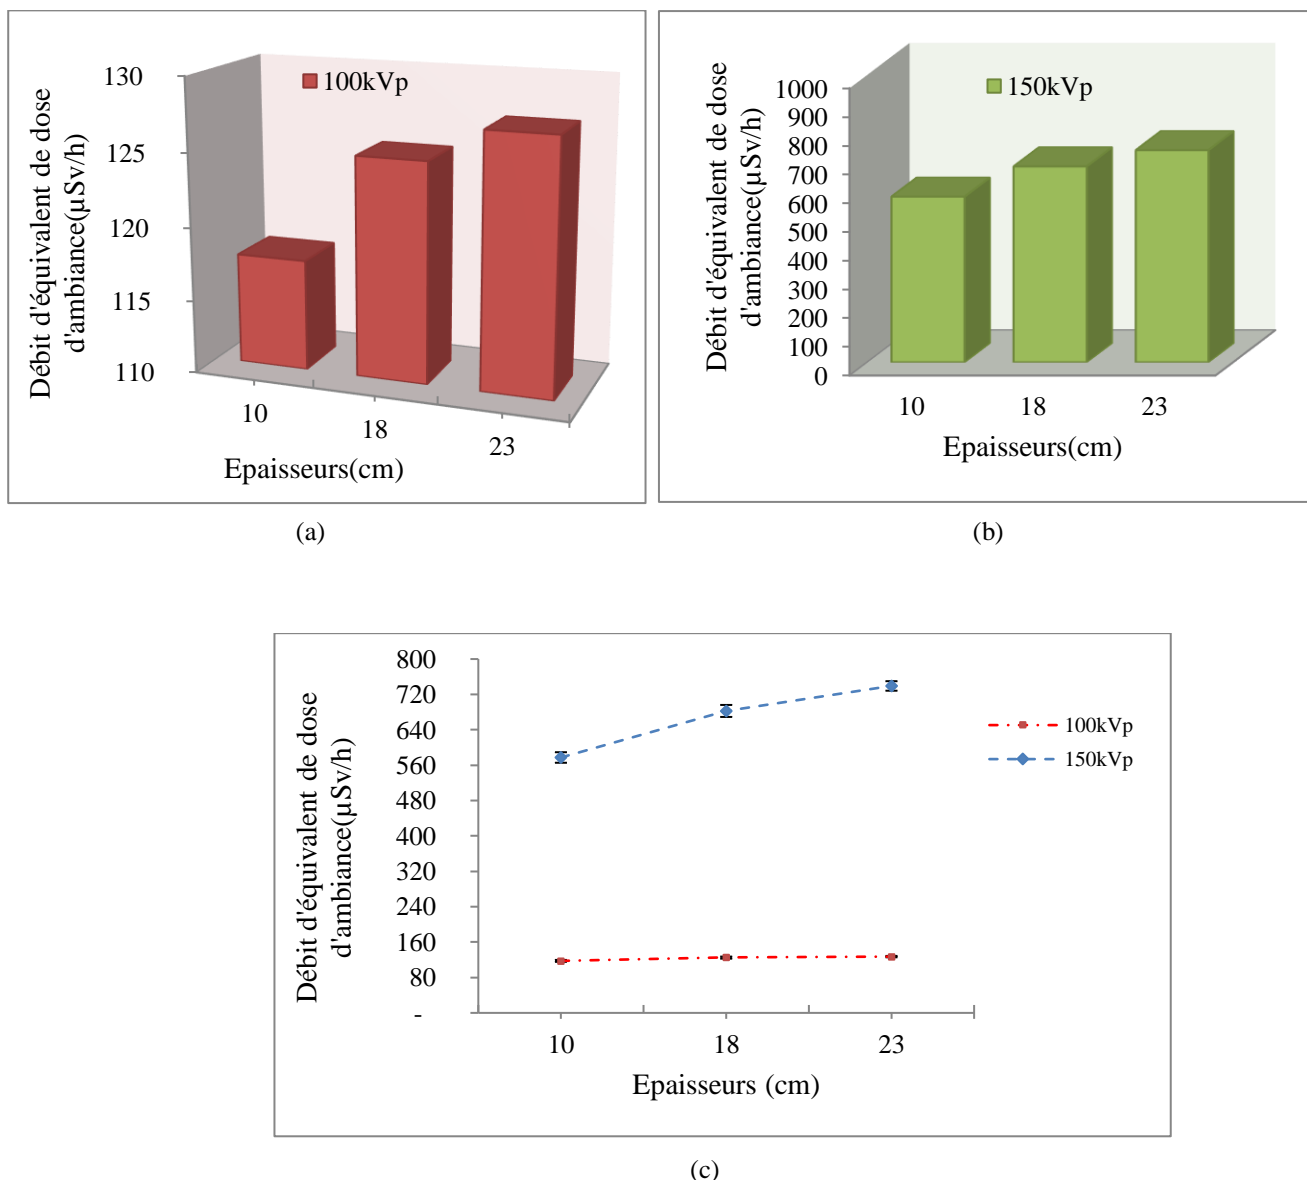 Débit d'équivalent de dose
d'ambiance(µSv/h)
130
125
120
115
110
100kVp
10
18
23
Epaisseurs(cm)
(a)
Débit d'équivalent de dose
d'ambiance(µSv/h)
1000
900
800
700
600
500
400
300
200
100
0
150kVp
10
18
23
Epaisseurs(cm)
(b)
Débit d'équivalent de dose
d'ambiance(µSv/h)
800
720
640
560
480
400
320
240
160
80
-
100kVp
150kVp
10
18
23
Epaisseurs (cm)
(c)